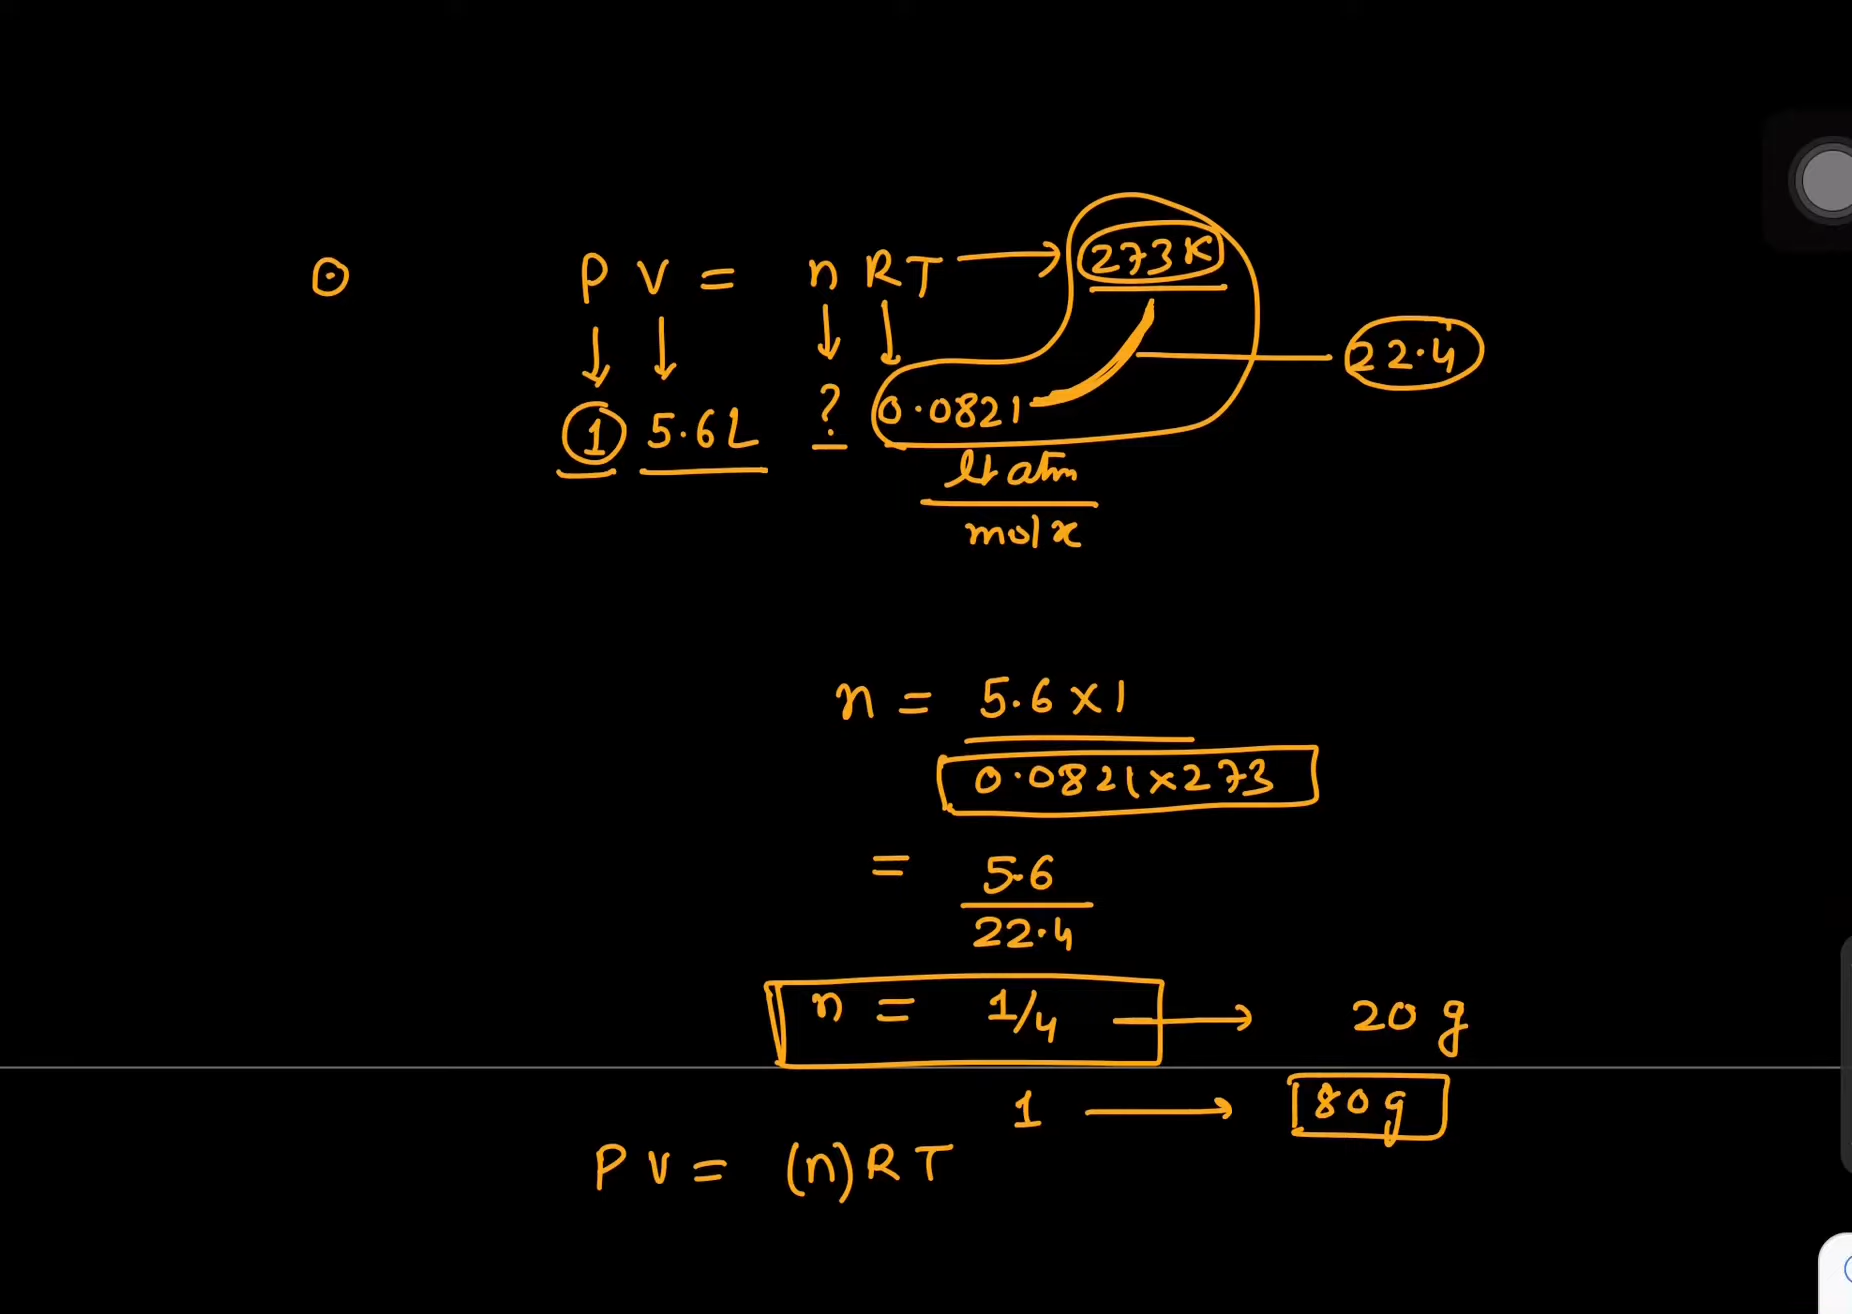 PV = nRT → 273K
22.4
1 5.6L ? 0.0821
lt atm
mol K
n = 5.6 x 1
0.0821 x 273
= 5.6
22.4
n = 1/4 → 20 g
1 → 80g
PV = (n)RT